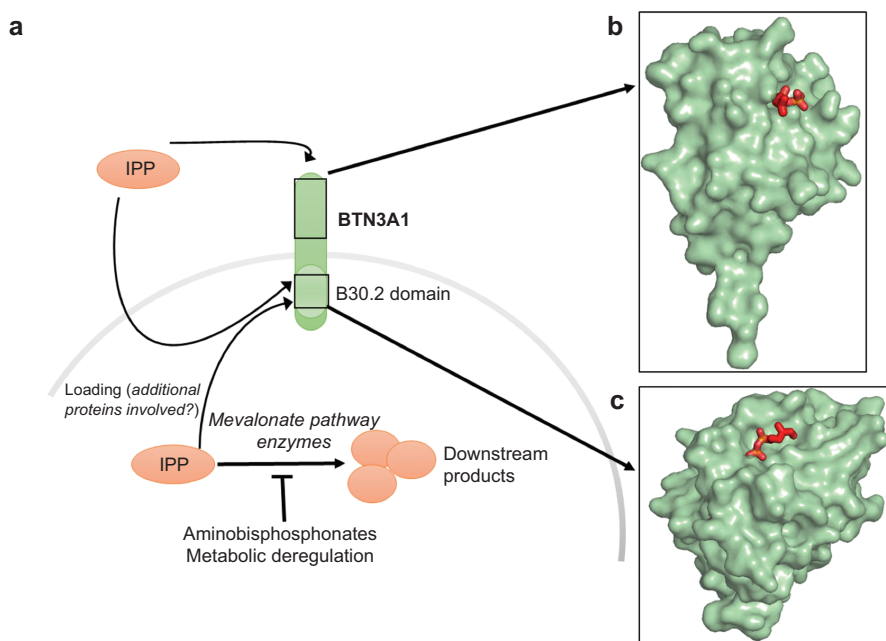 a
IPP
BTN3A1
B30.2 domain
Loading (additional
proteins involved?)
Mevalonate pathway
enzymes
IPP
Downstream
products
Aminobisphosphonates
Metabolic deregulation
b
c